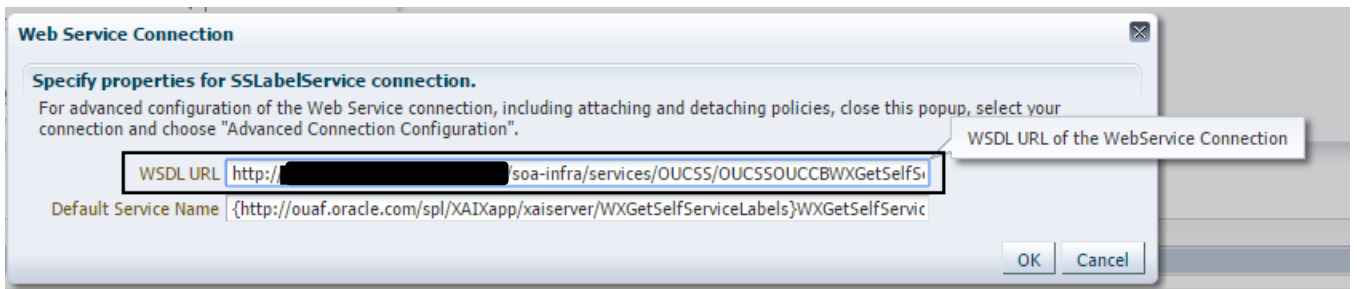 Web Service Connection
Specify properties for SSLabelService connection.
For advanced configuration of the Web Service connection, including attaching and detaching policies, close this popup, select your
connection and choose "Advanced Connection Configuration".
WSDL URL of the WebService Connection
WSDL URL http:// /soa-infra/services/OUCSS/OUCSSOUCCBWXGetSelfS
Default Service Name {http://ouaf.oracle.com/spl/XAIXapp/xaiserver/WXGetSelfServiceLabels}WXGetSelfServic
OK Cancel